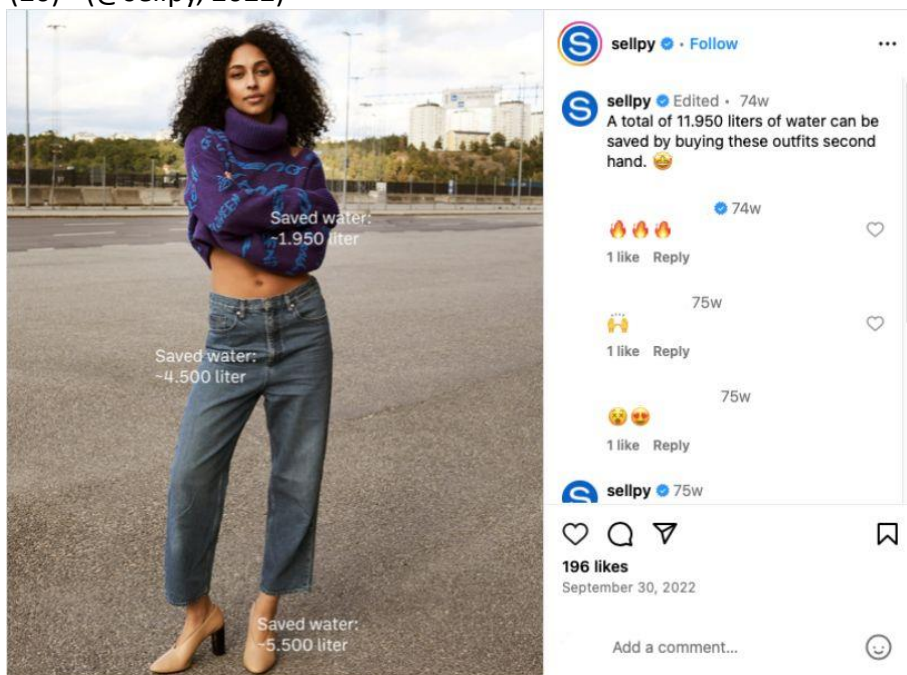 (28) (@sellpy, 2022)
Saved water:
~1.950 liter
Saved water:
~4.500 liter
Saved water:
~5.500 liter
sellpy • Follow
sellpy Edited • 74w
A total of 11.950 liters of water can be
saved by buying these outfits second
hand.
74w
1 like Reply
75w
1 like Reply
75w
1 like Reply
sellpy 75w
196 likes
September 30, 2022
Add a comment...